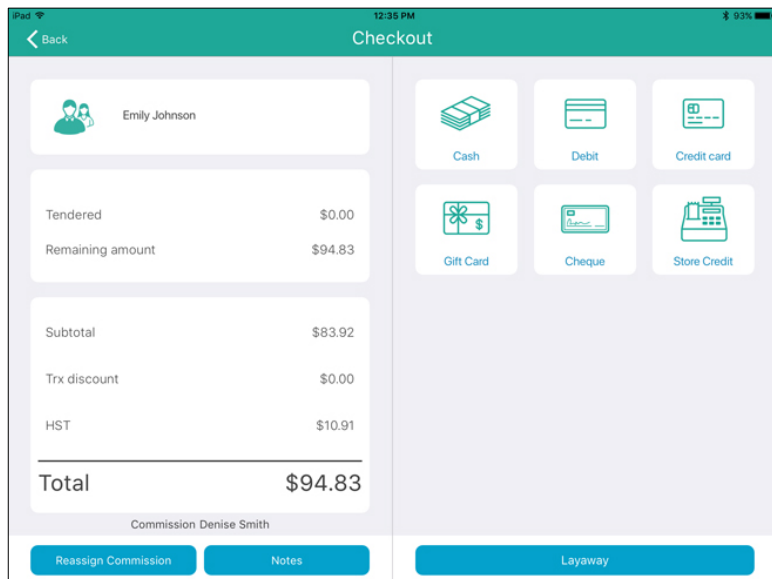 iPad 12:35 PM 93%
Back Checkout
Emily Johnson
Tendered $0.00
Remaining amount $94.83
Subtotal $83.92
Trx discount $0.00
HST $10.91
Total $94.83
Commission Denise Smith
Reassign Commission Notes
Cash Debit Credit card
$
Gift Card Cheque Store Credit
Layaway